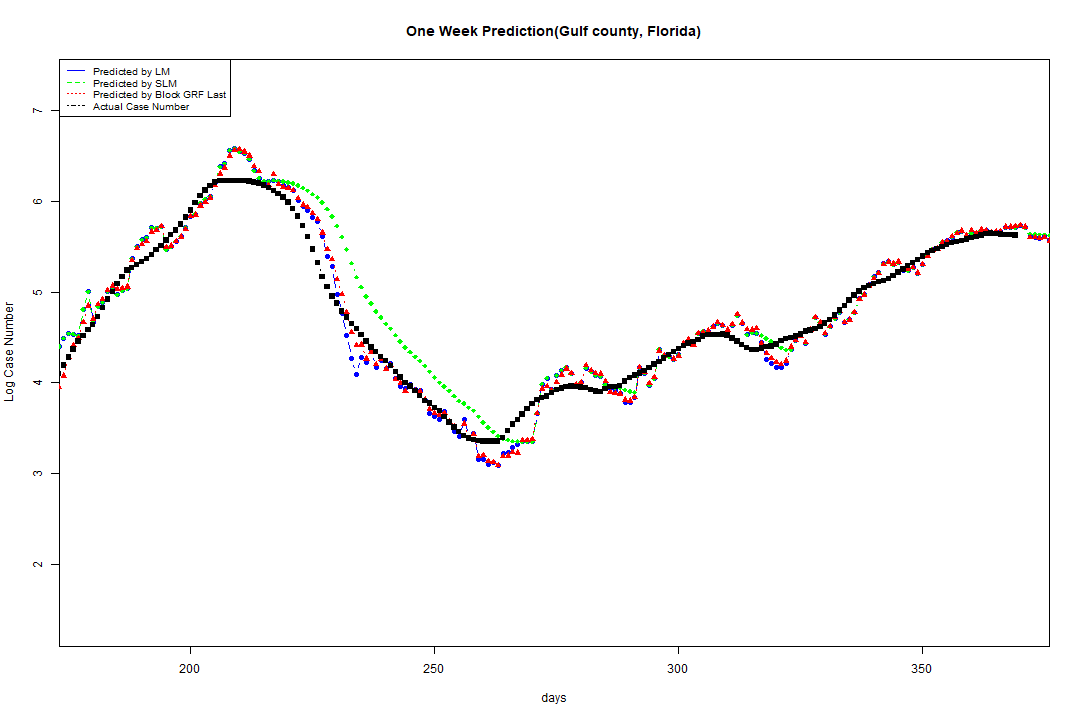 One Week Prediction(Gulf county, Florida)
Predicted by LM
Predicted by SLM
Predicted by Block GRF Last
Actual Case Number
7
6
5
4
3
2
Log Case Number
200
250
300
350
days